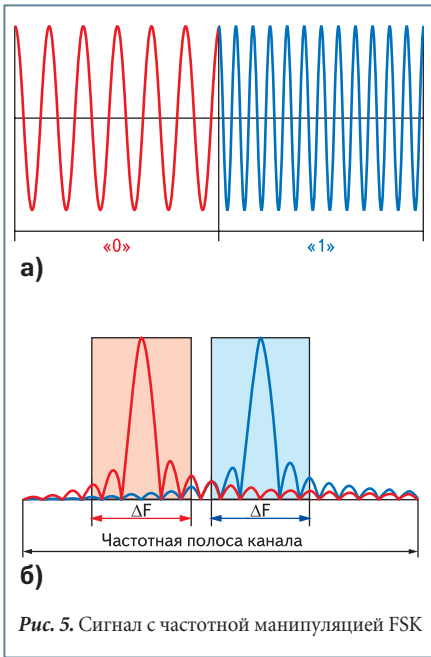 «0» «1»
а)
ΔF ΔF
Частотная полоса канала
б)
Рис. 5. Сигнал с частотной манипуляцией FSK